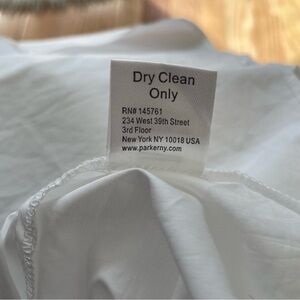 Dry Clean
Only
RN# 145761
234 West 39th Street
3rd Floor
New York NY 10018 USA
www.parkerny.com